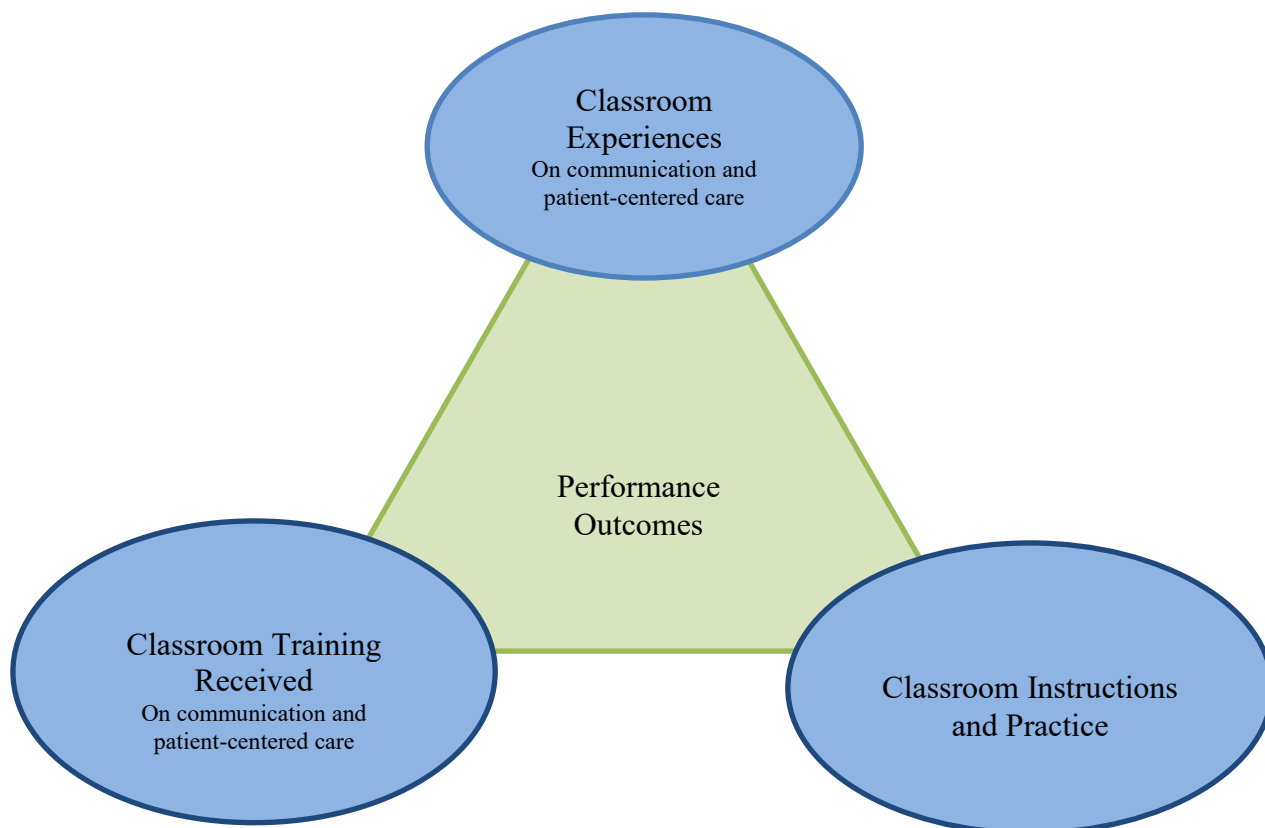 Classroom
Experiences
On communication and
patient-centered care
Performance
Outcomes
Classroom Training
Received
On communication and
patient-centered care
Classroom Instructions
and Practice